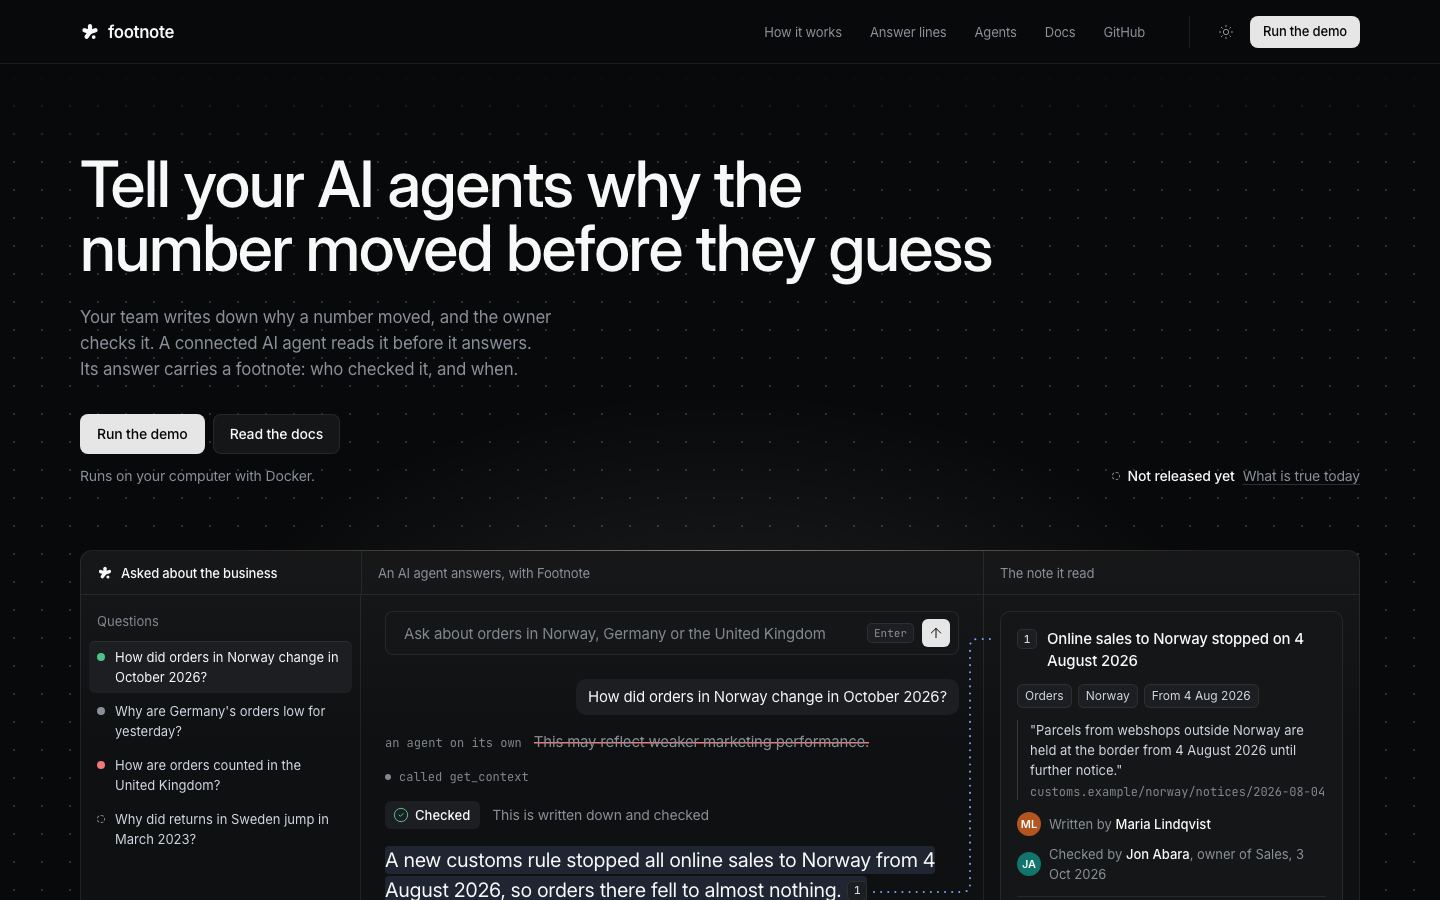 footnote
How it works
Answer lines
Agents
Docs
GitHub
Run the demo
Tell your AI agents why the
number moved before they guess
Your team writes down why a number moved, and the owner
checks it. A connected AI agent reads it before it answers.
Its answer carries a footnote: who checked it, and when.
Run the demo
Read the docs
Runs on your computer with Docker.
Not released yet What is true today
Asked about the business
An AI agent answers, with Footnote
The note it read
Questions
How did orders in Norway change in
October 2026?
Why are Germany's orders low for
yesterday?
How are orders counted in the
United Kingdom?
Why did returns in Sweden jump in
March 2023?
Ask about orders in Norway, Germany or the United Kingdom
Enter
How did orders in Norway change in October 2026?
an agent on its own This may reflect weaker marketing performance.
called get_context
Checked This is written down and checked
A new customs rule stopped all online sales to Norway from 4
August 2026, so orders there fell to almost nothing. 1
1 Online sales to Norway stopped on 4
August 2026
Orders
Norway
From 4 Aug 2026
"Parcels from webshops outside Norway are
held at the border from 4 August 2026 until
further notice."
customs.example/norway/notices/2026-08-04
ML Written by Maria Lindqvist
JA Checked by Jon Abara, owner of Sales, 3
Oct 2026